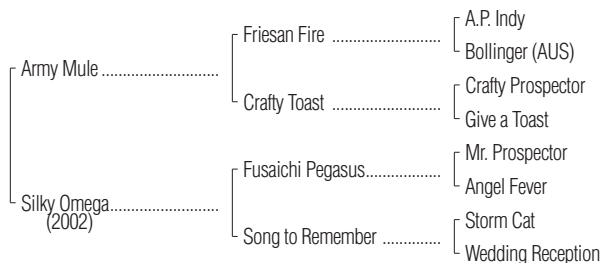 A.P. Indy
Friesan Fire ........................
Bollinger (AUS)
Army Mule ..........................
Crafty Prospector
Crafty Toast ........................
Give a Toast
Mr. Prospector
Fusaichi Pegasus.................
Angel Fever
Silky Omega........................
(2002)
Storm Cat
Song to Remember .............
Wedding Reception